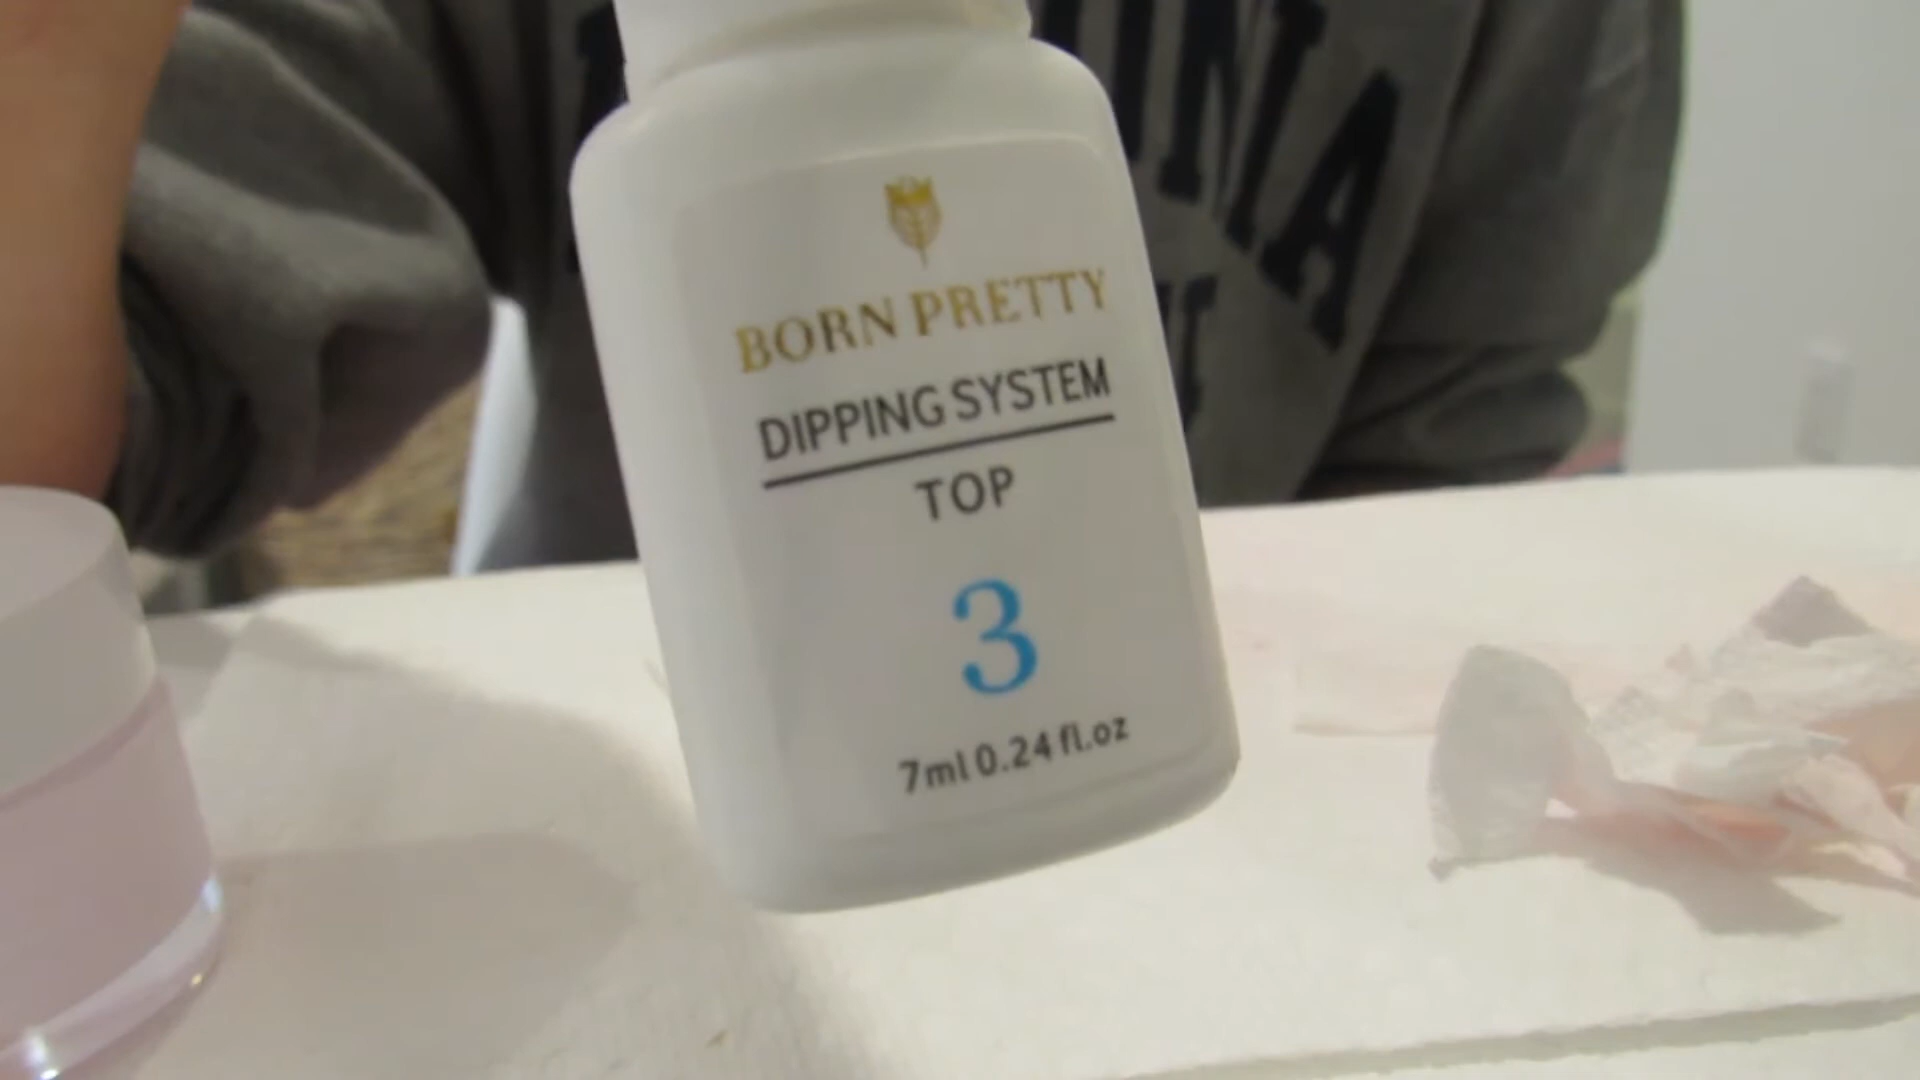 BORN PRETTY
DIPPING SYSTEM
TOP
3
7ml 0.24 fl.oz